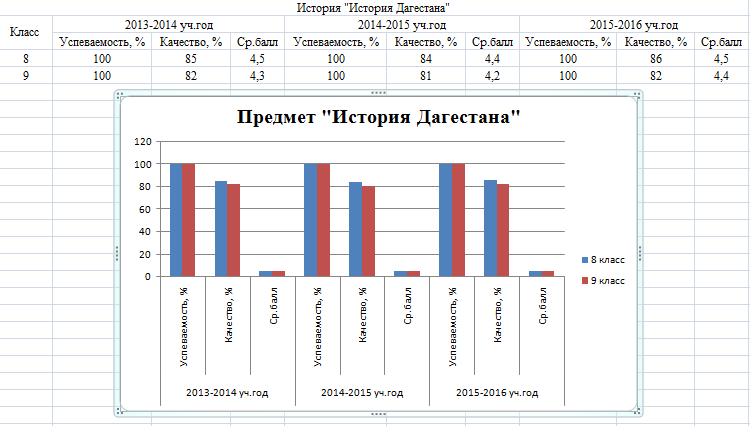 История "История Дагестана"
Класс 2013-2014 уч.год 2014-2015 уч.год 2015-2016 уч.год
Успеваемость, % Качество, % Ср.балл Успеваемость, % Качество, % Ср.балл Успеваемость, % Качество, % Ср.балл
8 100 85 4,5 100 84 4,4 100 86 4,5
9 100 82 4,3 100 81 4,2 100 82 4,4
Предмет "История Дагестана"
120
100
80
60
40
20
0
8 класс
9 класс
Успеваемость, % Качество, % Ср.балл Успеваемость, % Качество, % Ср.балл Успеваемость, % Качество, % Ср.балл
2013-2014 уч.год 2014-2015 уч.год 2015-2016 уч.год